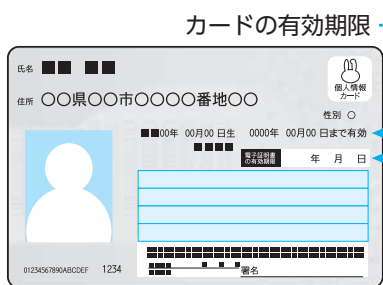 カードの有効期限
氏名 ■■ ■■
個人情報
カード
住所 〇〇県〇〇市〇〇〇〇番地〇〇
性別 〇
■■00年 00月00日生 0000年 00月00日まで有効
■■■■
電子証明書
の有効期限
年 月 日
01234567890ABCDEF 1234
署名